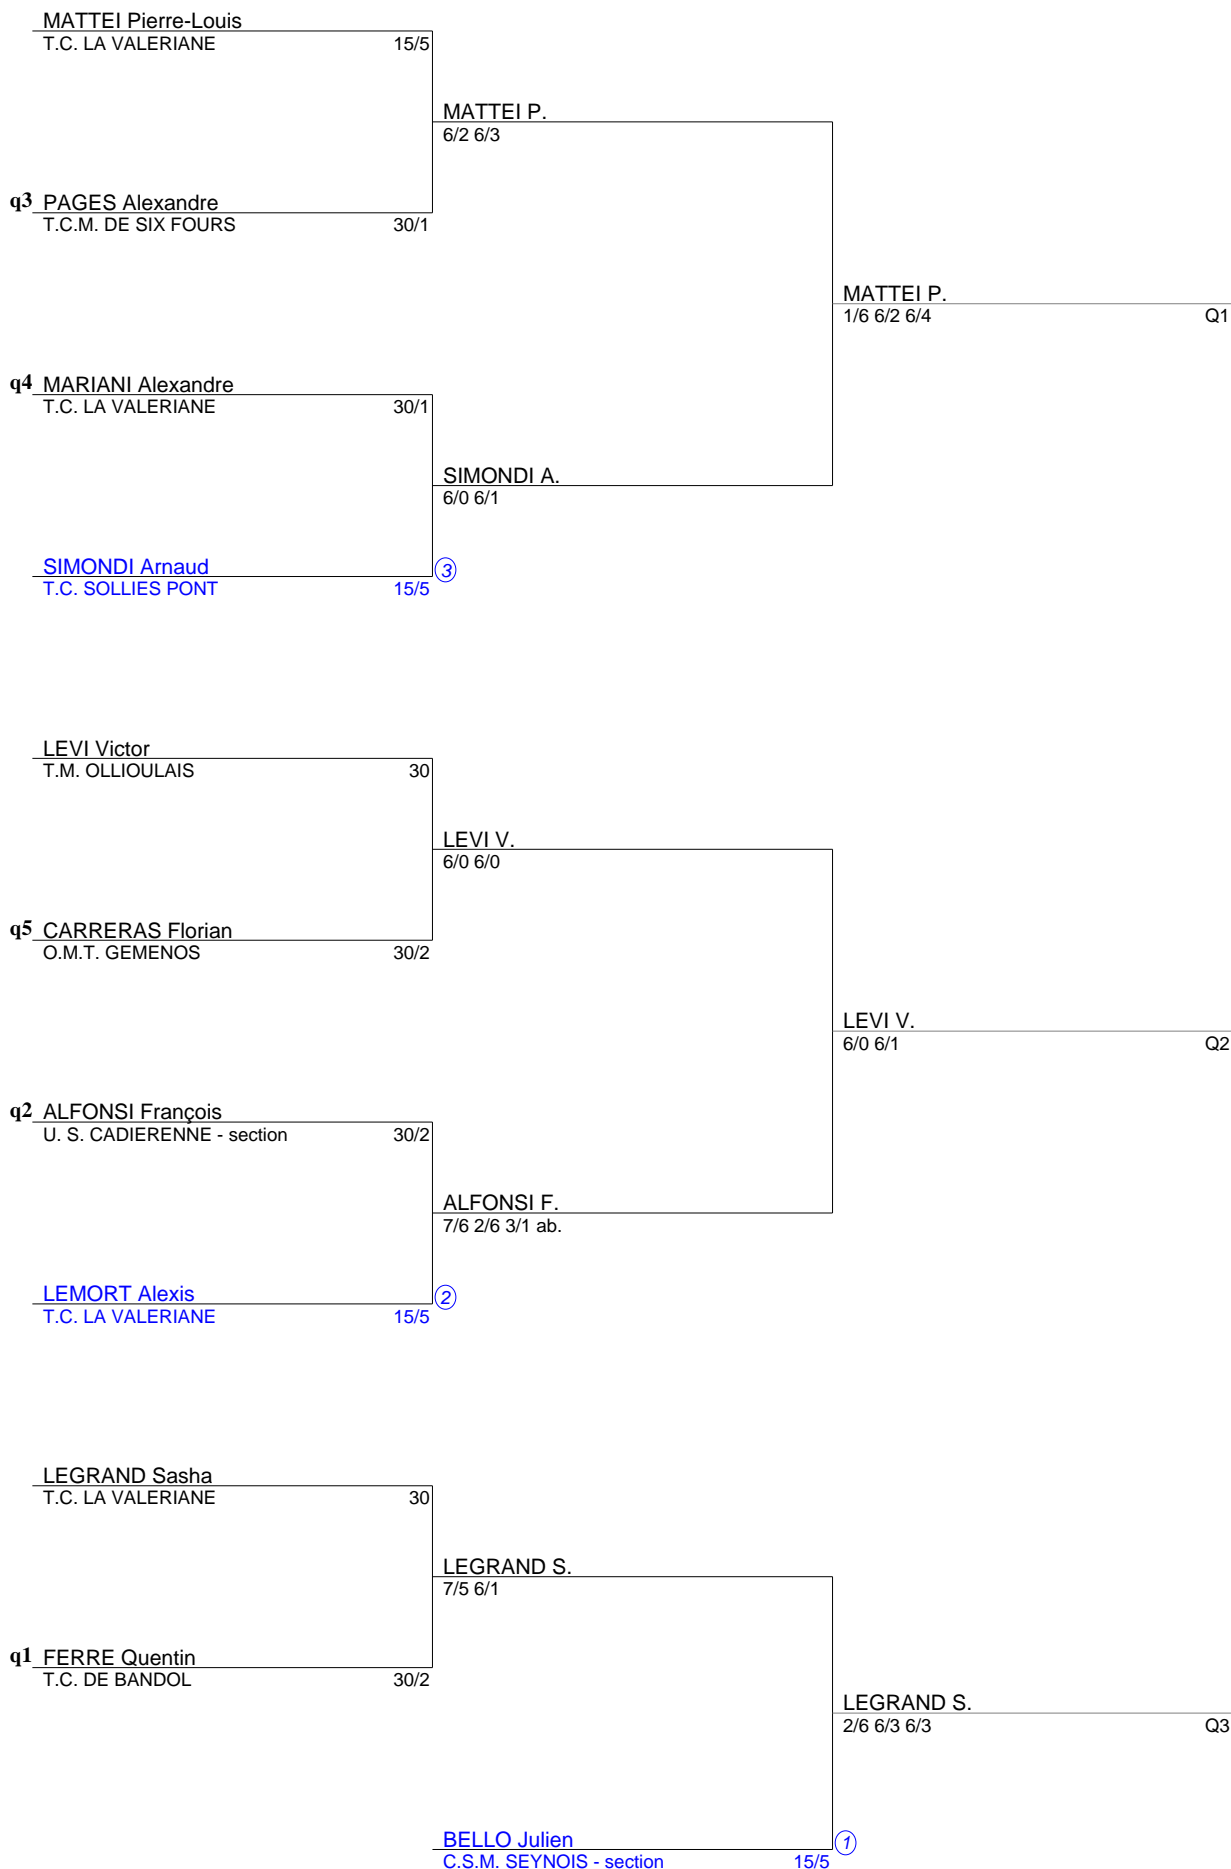 MATTEI Pierre-Louis
T.C. LA VALERIANE 15/5
MATTEI P.
6/2 6/3
q3 PAGES Alexandre
T.C.M. DE SIX FOURS 30/1
MATTEI P.
1/6 6/2 6/4 Q1
q4 MARIANI Alexandre
T.C. LA VALERIANE 30/1
SIMONDI A.
6/0 6/1
SIMONDI Arnaud 3
T.C. SOLLIES PONT 15/5
LEVI Victor
T.M. OLLIOULAIS 30
LEVI V.
6/0 6/0
q5 CARRERAS Florian
O.M.T. GEMENOS 30/2
LEVI V.
6/0 6/1 Q2
q2 ALFONSI François
U. S. CADIERENNE - section 30/2
ALFONSI F.
7/6 2/6 3/1 ab.
LEMORT Alexis 2
T.C. LA VALERIANE 15/5
LEGRAND Sasha
T.C. LA VALERIANE 30
LEGRAND S.
7/5 6/1
q1 FERRE Quentin
T.C. DE BANDOL 30/2
LEGRAND S.
2/6 6/3 6/3 Q3
BELLO Julien 1
C.S.M. SEYNOIS - section 15/5